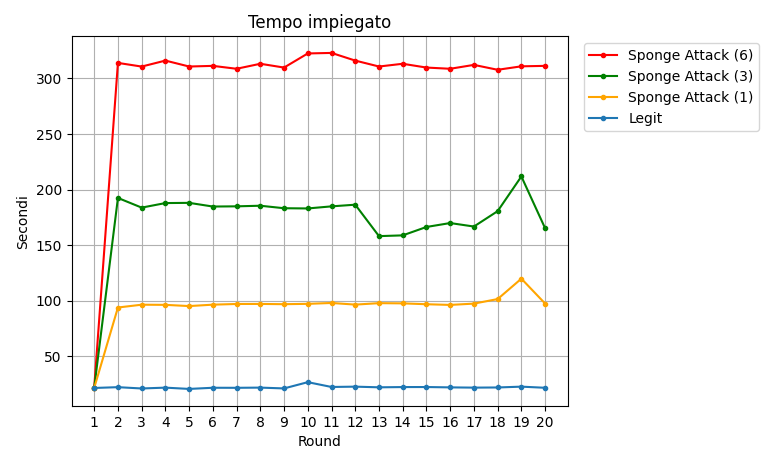 Tempo impiegato
Sponge Attack (6)
Sponge Attack (3)
Sponge Attack (1)
Legit
300
250
200
150
100
50
Secondi
1 2 3 4 5 6 7 8 9 10 11 12 13 14 15 16 17 18 19 20
Round